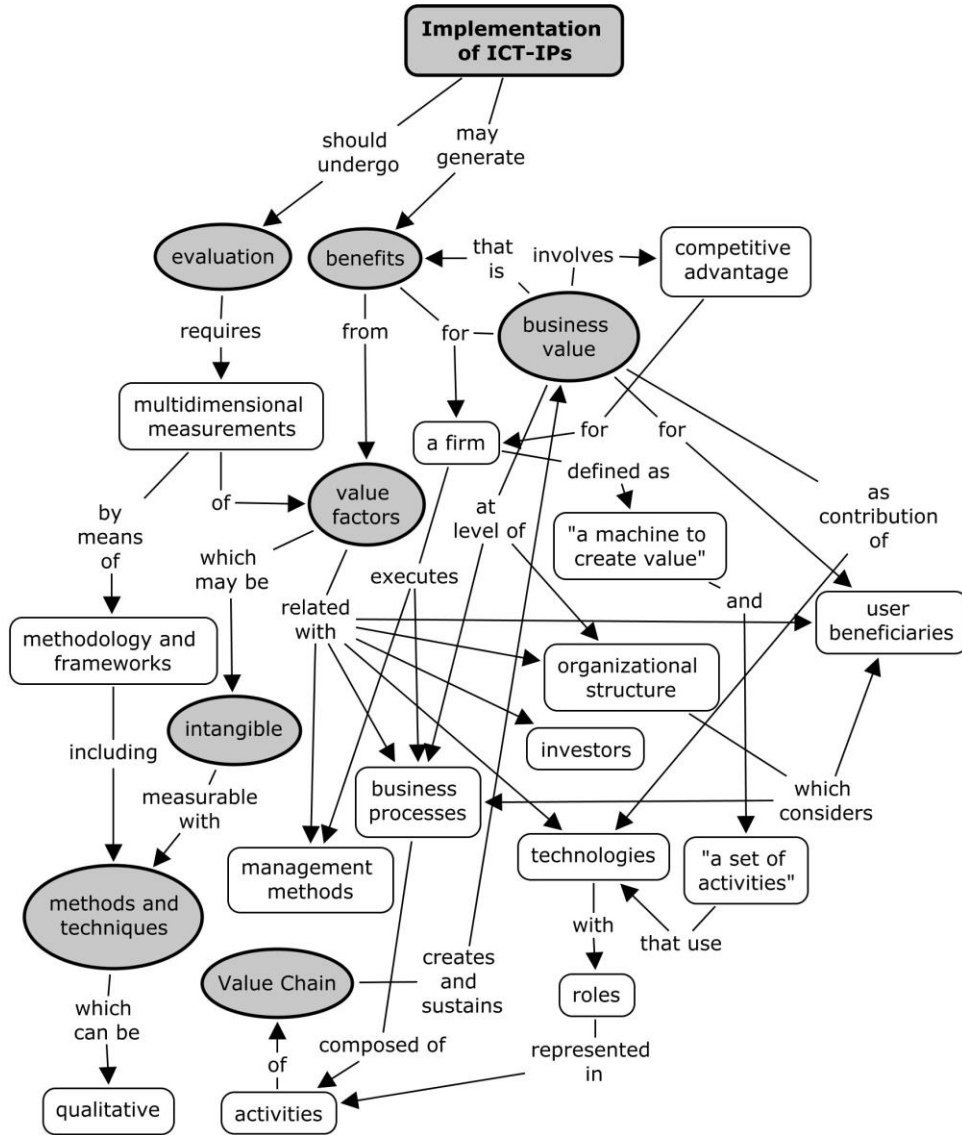 Implementation
of ICT-IPs
should
undergo
may
generate
evaluation
benefits
that
is
involves
competitive
advantage
requires
from
for
business
value
multidimensional
measurements
a firm
for
for
defined as
of
value
factors
at
level of
"a machine to
create value"
as
contribution
of
by
means
of
which
may be
executes
and
related
with
user
beneficiaries
methodology and
frameworks
organizational
structure
intangible
investors
including
measurable
with
business
processes
which
considers
management
methods
technologies
"a set of
activities"
methods and
techniques
with
that use
Value Chain
creates
and
sustains
roles
which
can be
of
composed of
represented
in
qualitative
activities